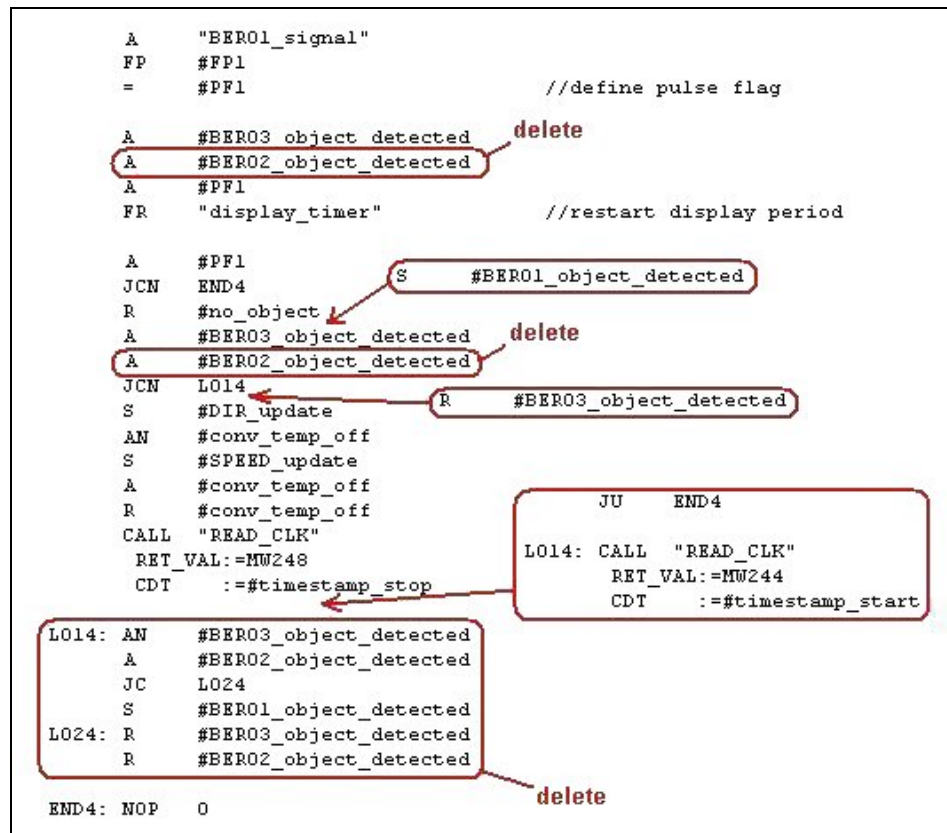 A "BER01_signal"
FP #FP1
= #PF1 //define pulse flag
A #BER03_object_detected
delete
A #BER02_object_detected
A #PF1
FR "display_timer" //restart display period
A #PF1
S #BER01_object_detected
JCN END4
R #no_object
A #BER03_object_detected
delete
A #BER02_object_detected
JCN L014
R #BER03_object_detected
S #DIR_update
AN #conv_temp_off
S #SPEED_update
A #conv_temp_off
R #conv_temp_off
CALL "READ_CLK"
RET_VAL:=MW248
CDT :=#timestamp_stop
JU END4
L014: CALL "READ_CLK"
RET_VAL:=MW244
CDT :=#timestamp_start
L014: AN #BER03_object_detected
A #BER02_object_detected
JC L024
S #BER01_object_detected
L024: R #BER03_object_detected
R #BER02_object_detected
delete
END4: NOP 0